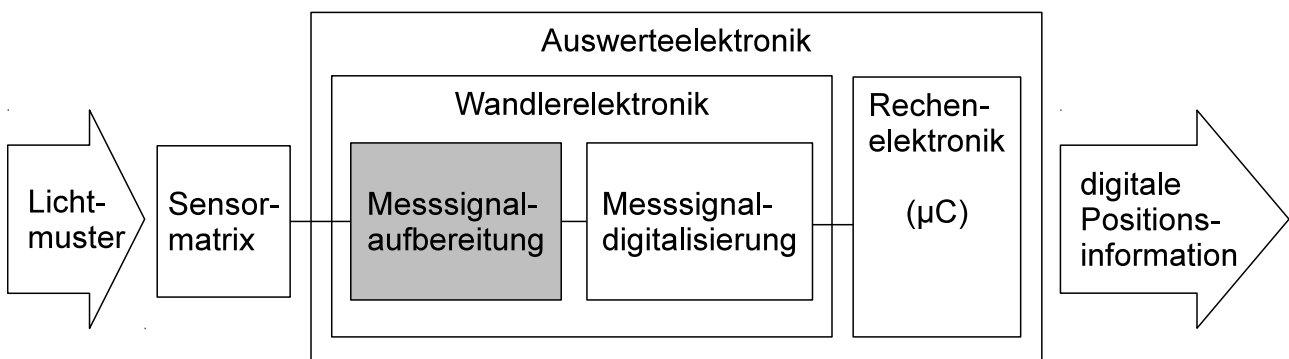 Auswerteelektronik
Wandlerelektronik
Licht-
muster
Sensor-
matrix
Messsignal-
aufbereitung
Messsignal-
digitalisierung
Rechen-
elektronik
(µC)
digitale
Positions-
information